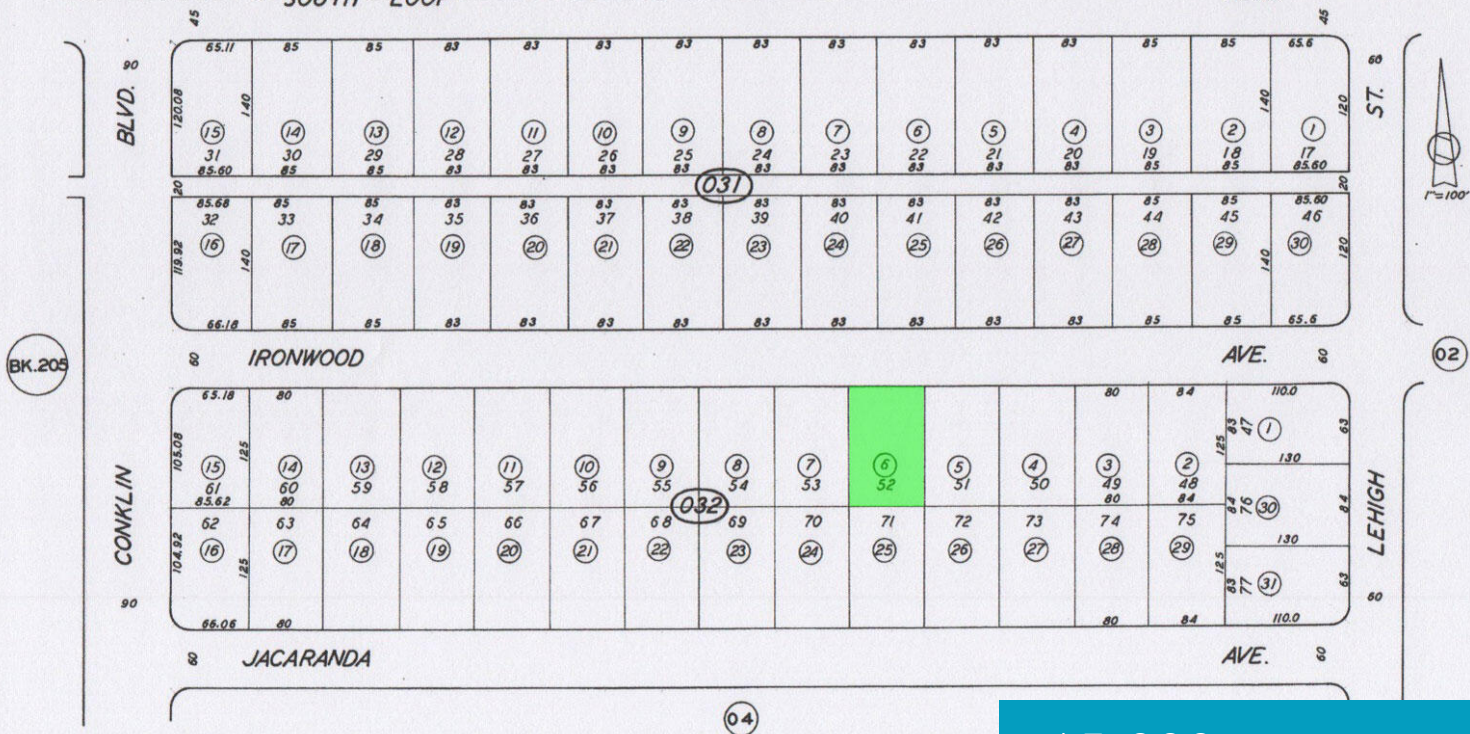 45 45
65.11 85 85 83 83 83 83 83 83 83 83 83 85 85 65.6
90 60
BLVD. 120.08 140 140 120 ST.
15 14 13 12 11 10 9 8 7 6 5 4 3 2 1
31 30 29 28 27 26 25 24 23 22 21 20 19 18 17
85.60 85 85 83 83 83 83 83 83 83 83 83 85 85 85.60
20 031 20
1"=100'
85.68 85 85 83 83 83 83 83 83 83 83 83 85 85 85.60
32 33 34 35 36 37 38 39 40 41 42 43 44 45 46
16 17 18 19 20 21 22 23 24 25 26 27 28 29 30
119.92 140 140 120
66.18 85 85 83 83 83 83 83 83 83 83 83 85 85 65.6
BK.205 60 IRONWOOD AVE. 60 02
65.18 80 80 84 110.0
105.08 125 125 83 47 1 63
130
15 14 13 12 11 10 9 8 7 6 5 4 3 2
61 60 59 58 57 56 55 54 53 52 51 50 49 48
85.62 80 80 84
CONKLIN 032 84 76 30 84 LEHIGH
62 63 64 65 66 67 68 69 70 71 72 73 74 75
16 17 18 19 20 21 22 23 24 25 26 27 28 29
130
104.92 125 125 83 77 31 63
90 60
66.06 80 80 84 110.0
60 JACARANDA AVE. 60
04